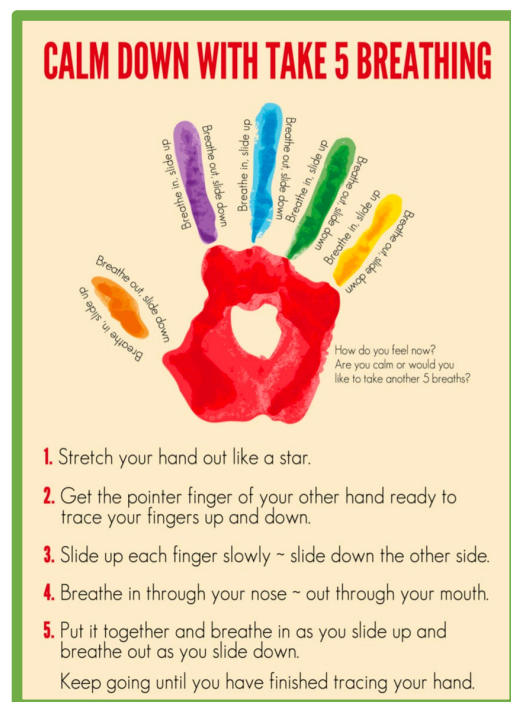 CALM DOWN WITH TAKE 5 BREATHING
Breathe in, slide up
Breathe out, slide down
Breathe in, slide up
Breathe out, slide down
Breathe in, slide up
Breathe out, slide down
Breathe in, slide up
Breathe out, slide down
Breathe in, slide up
Breathe out, slide down
How do you feel now?
Are you calm or would you
like to take another 5 breaths?
1. Stretch your hand out like a star.
2. Get the pointer finger of your other hand ready to
trace your fingers up and down.
3. Slide up each finger slowly ~ slide down the other side.
4. Breathe in through your nose ~ out through your mouth.
5. Put it together and breathe in as you slide up and
breathe out as you slide down.
Keep going until you have finished tracing your hand.